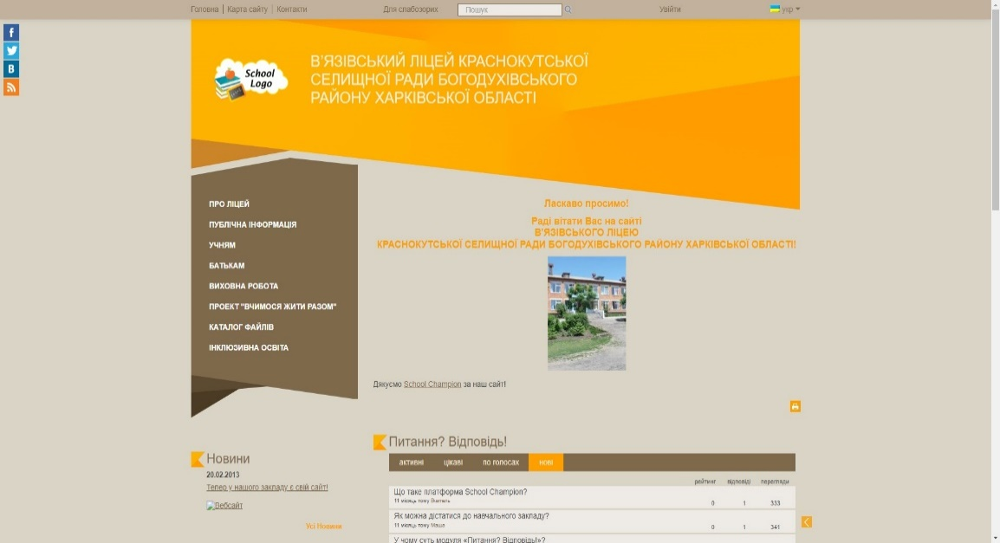 Головна | Карта сайту | Контакти
Для слабозорих
Пошук
Увійти
укр
School
Logo
В'ЯЗІВСЬКИЙ ЛІЦЕЙ КРАСНОКУТСЬКОЇ
СЕЛИЩНОЇ РАДИ БОГОДУХІВСЬКОГО
РАЙОНУ ХАРКІВСЬКОЇ ОБЛАСТІ
ПРО ЛІЦЕЙ
ПУБЛІЧНА ІНФОРМАЦІЯ
УЧНЯМ
БАТЬКАМ
ВИХОВНА РОБОТА
ПРОЕКТ "ВЧИМОСЯ ЖИТИ РАЗОМ"
КАТАЛОГ ФАЙЛІВ
ІНКЛЮЗИВНА ОСВІТА
Ласкаво просимо!
Раді вітати Вас на сайті
В'ЯЗІВСЬКОГО ЛІЦЕЮ
КРАСНОКУТСЬКОЇ СЕЛИЩНОЇ РАДИ БОГОДУХІВСЬКОГО РАЙОНУ ХАРКІВСЬКОЇ ОБЛАСТІ!
Дякуємо School Champion за наш сайт!
Новини
20.02.2013
Тепер у нашого закладу є свій сайт!
Вебсайт
Усі Новини
Питання? Відповідь!
активні цікаві по голосах нові
рейтинг відповіді перегляди
Що таке платформа School Champion?
11 місяць тому Вчитель 0 1 333
Як можна дістатися до навчального закладу?
11 місяць тому Маша 0 1 341
У чому суть модуля «Питання? Відповідь!»?